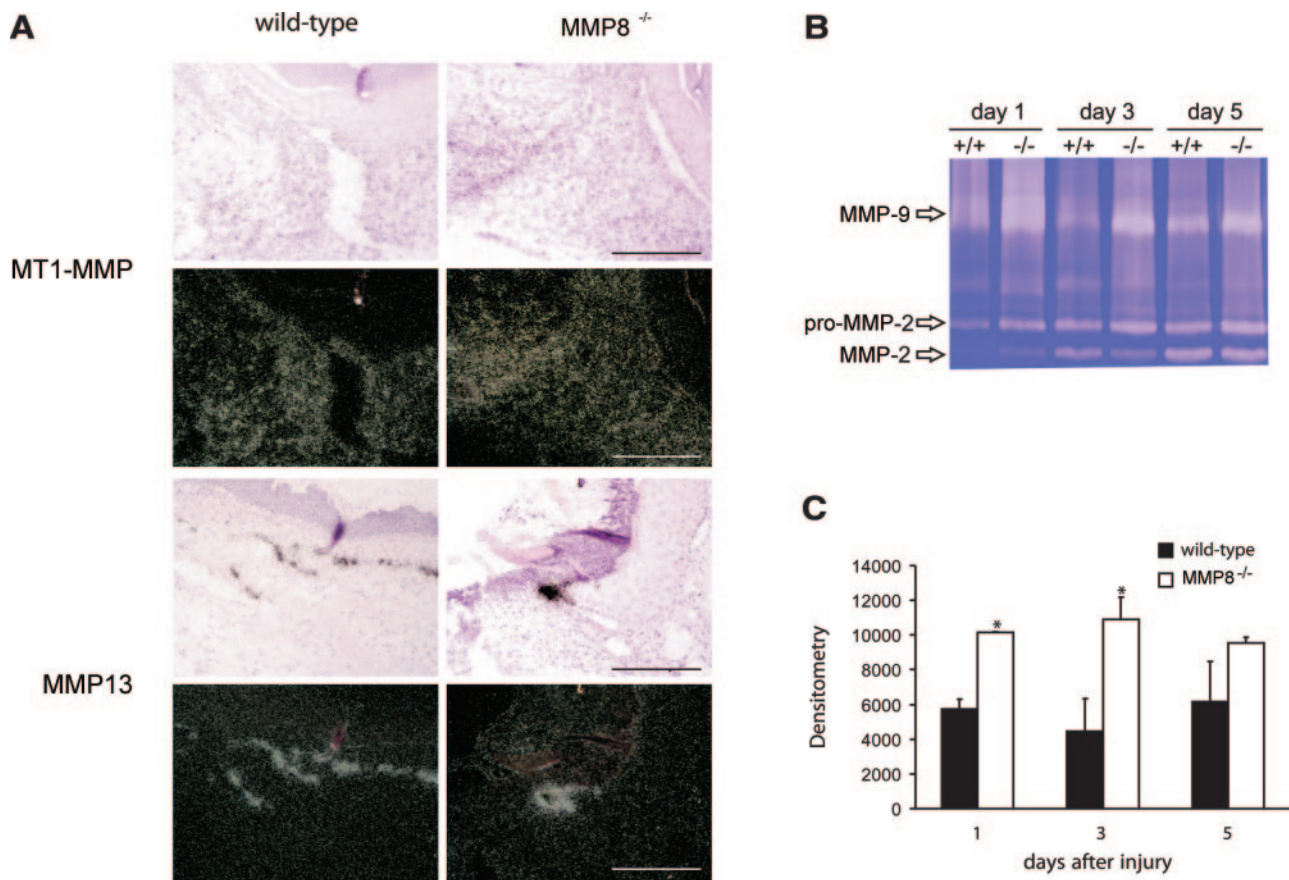 A
wild-type
MMP8 -/-
MT1-MMP
MMP13
B
day 1 day 3 day 5
+/+ -/- +/+ -/- +/+ -/-
MMP-9
pro-MMP-2
MMP-2
C
wild-type
MMP8-/-
14000
12000
10000
8000
6000
4000
2000
0
Densitometry
* *
1 3 5
days after injury